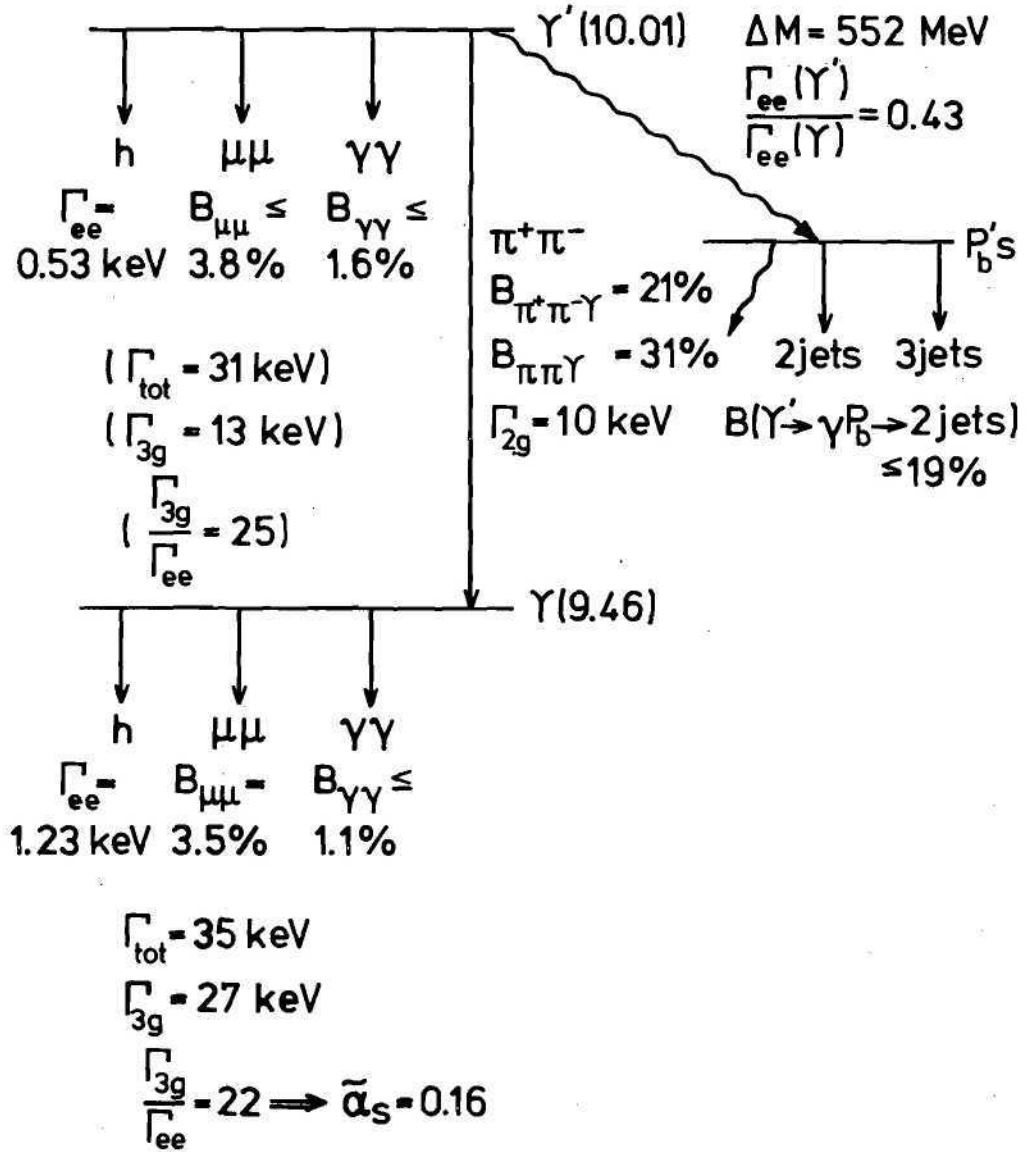 ϒ′(10.01)
ΔM = 552 MeV
Γee(ϒ′)
Γee(ϒ) = 0.43
h μμ γγ
Γee = Bμμ ≤ Bγγ ≤
0.53 keV 3.8% 1.6%
π⁺π⁻
Bπ⁺π⁻ϒ = 21%
Bππϒ = 31%
Γ2g = 10 keV
P′b s
2jets 3jets
B(ϒ′→ γPb→2jets)
≤19%
(Γtot = 31 keV)
(Γ3g = 13 keV)
(Γ3g/Γee = 25)
ϒ(9.46)
h μμ γγ
Γee = Bμμ = Bγγ ≤
1.23 keV 3.5% 1.1%
Γtot = 35 keV
Γ3g = 27 keV
Γ3g/Γee = 22 ⟹ α̃s = 0.16